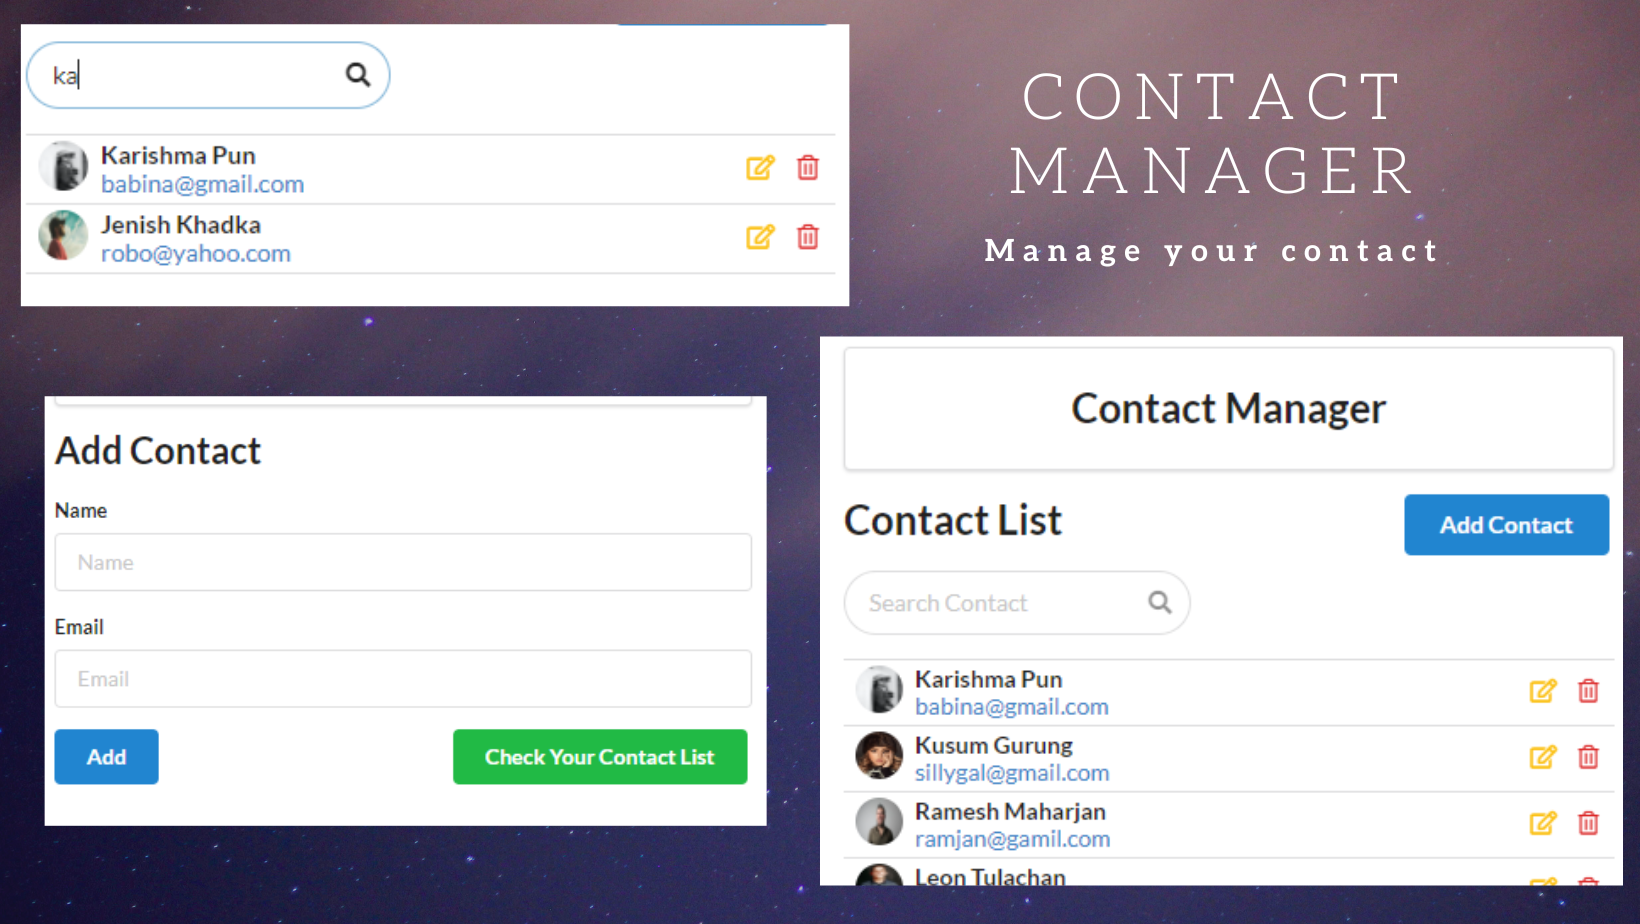 ka
Karishma Pun
babina@gmail.com
Jenish Khadka
robo@yahoo.com
CONTACT
MANAGER
Manage your contact
Add Contact
Name
Name
Email
Email
Add
Check Your Contact List
Contact Manager
Contact List
Add Contact
Search Contact
Karishma Pun
babina@gmail.com
Kusum Gurung
sillygal@gmail.com
Ramesh Maharjan
ramjan@gamil.com
Leon Tulachan